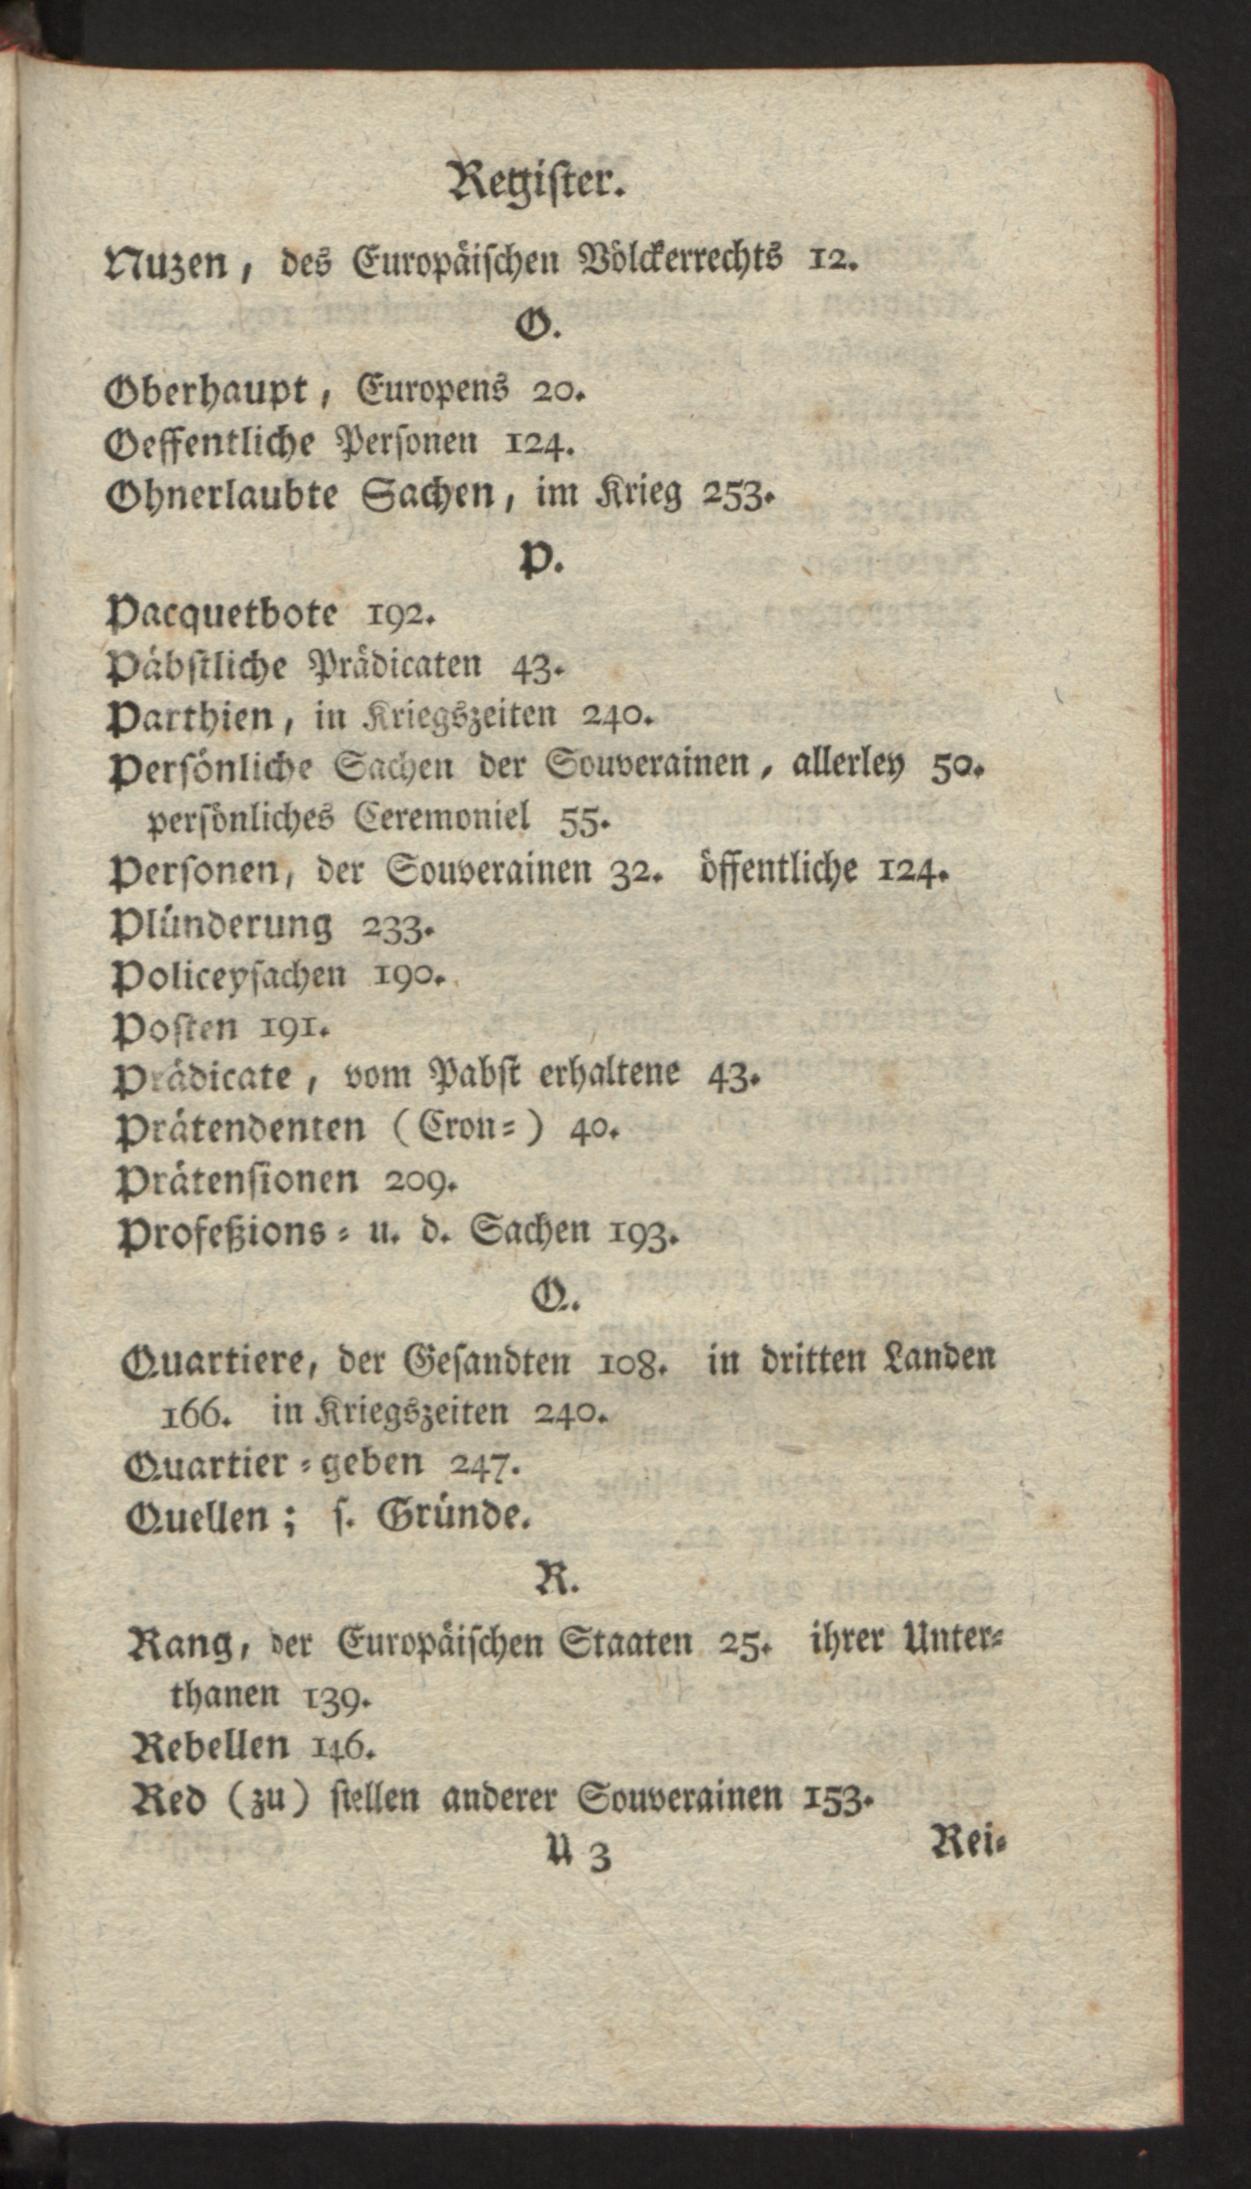 Register.
Nuzen, des Europäiſchen Völckerrechts 12.
O.
Oberhaupt, Europens 20.
Oeffentliche Perſonen 124.
Ohnerlaubte Sachen, im Krieg 253.
P.
Pacquetbote 192.
Päbſtliche Prädicaten 43.
Parthien, in Kriegszeiten 240.
Perſönliche Sachen der Souverainen, allerley 50.
perſönliches Ceremoniel 55.
Perſonen, der Souverainen 32. öffentliche 124.
Plünderung 233.
Policeyſachen 190.
Poſten 191.
Prädicate, vom Pabſt erhaltene 43.
Prätendenten (Cron⸗) 40.
Prätenſionen 209.
Profeßions⸗ u. d. Sachen 193.
Q.
Quartiere, der Geſandten 108. in dritten Landen
166. in Kriegszeiten 240.
Quartier⸗geben 247.
Quellen; ſ. Gründe.
R.
Rang, der Europäiſchen Staaten 25. ihrer Unter⸗
thanen 139.
Rebellen 146.
Red (zu) ſtellen anderer Souverainen 153.
U 3 Rei⸗